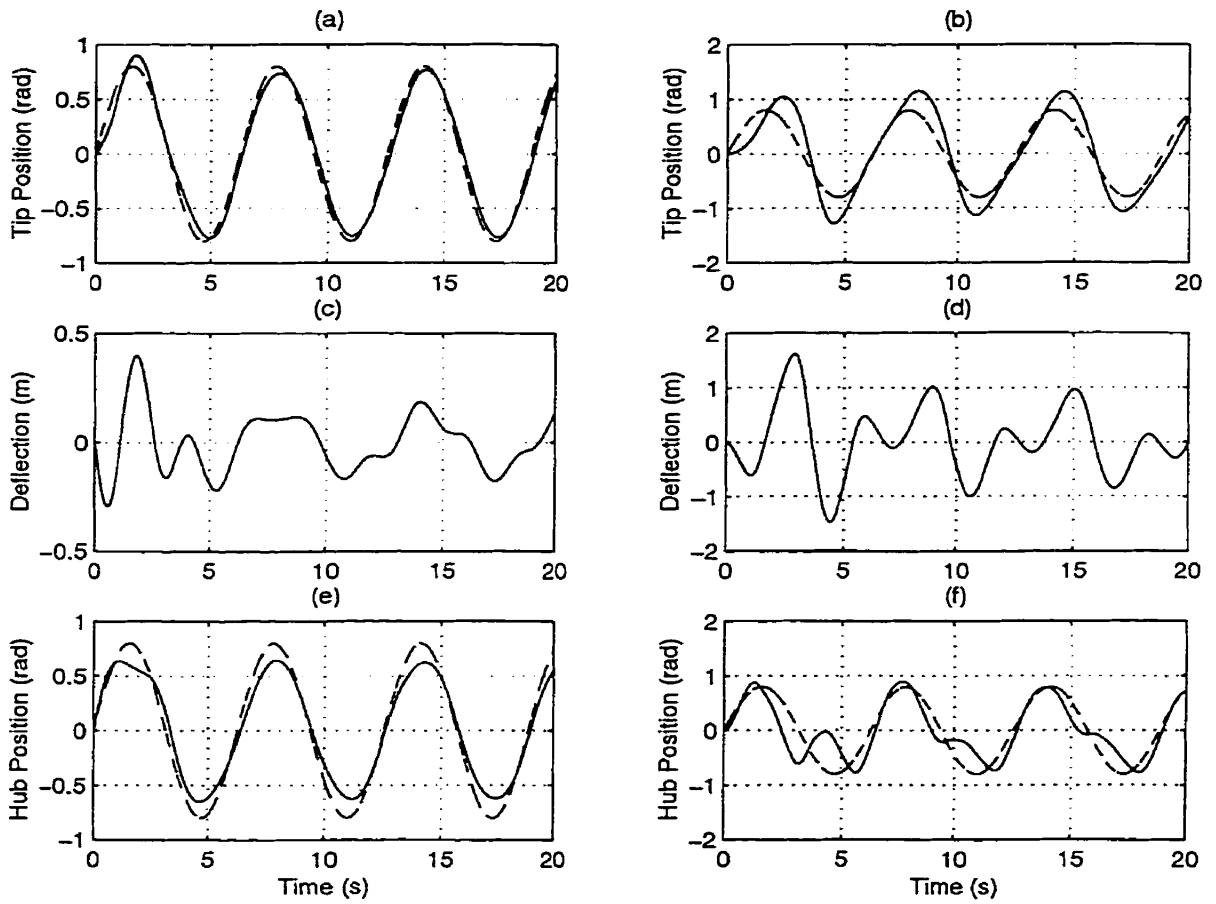 (a)
Tip Position (rad)
1
0.5
0
−0.5
−1
0 5 10 15 20
(b)
Tip Position (rad)
2
1
0
−1
−2
0 5 10 15 20
(c)
Deflection (m)
0.5
0
−0.5
0 5 10 15 20
(d)
Deflection (m)
2
1
0
−1
−2
0 5 10 15 20
(e)
Hub Position (rad)
1
0.5
0
−0.5
−1
0 5 10 15 20
Time (s)
(f)
Hub Position (rad)
2
1
0
−1
−2
0 5 10 15 20
Time (s)